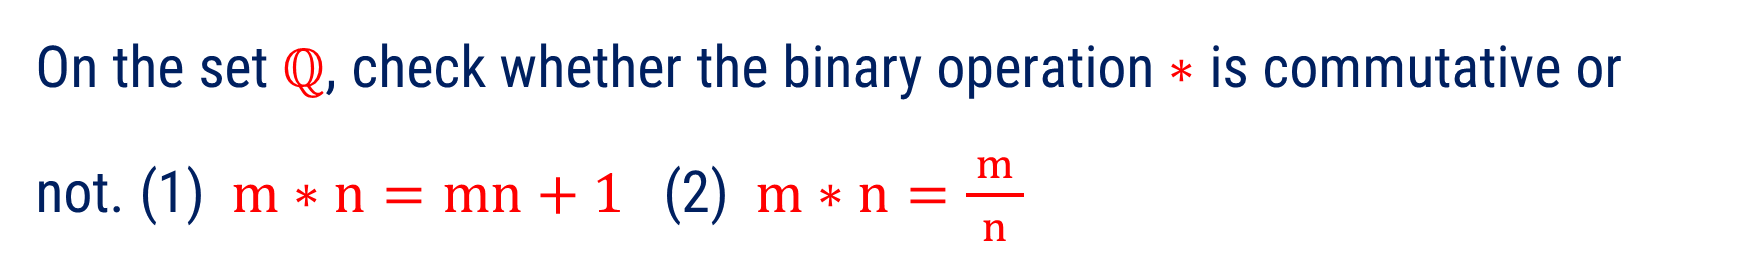 On the set ℚ, check whether the binary operation ∗ is commutative or
not. (1) m ∗ n = mn + 1 (2) m ∗ n = m/n